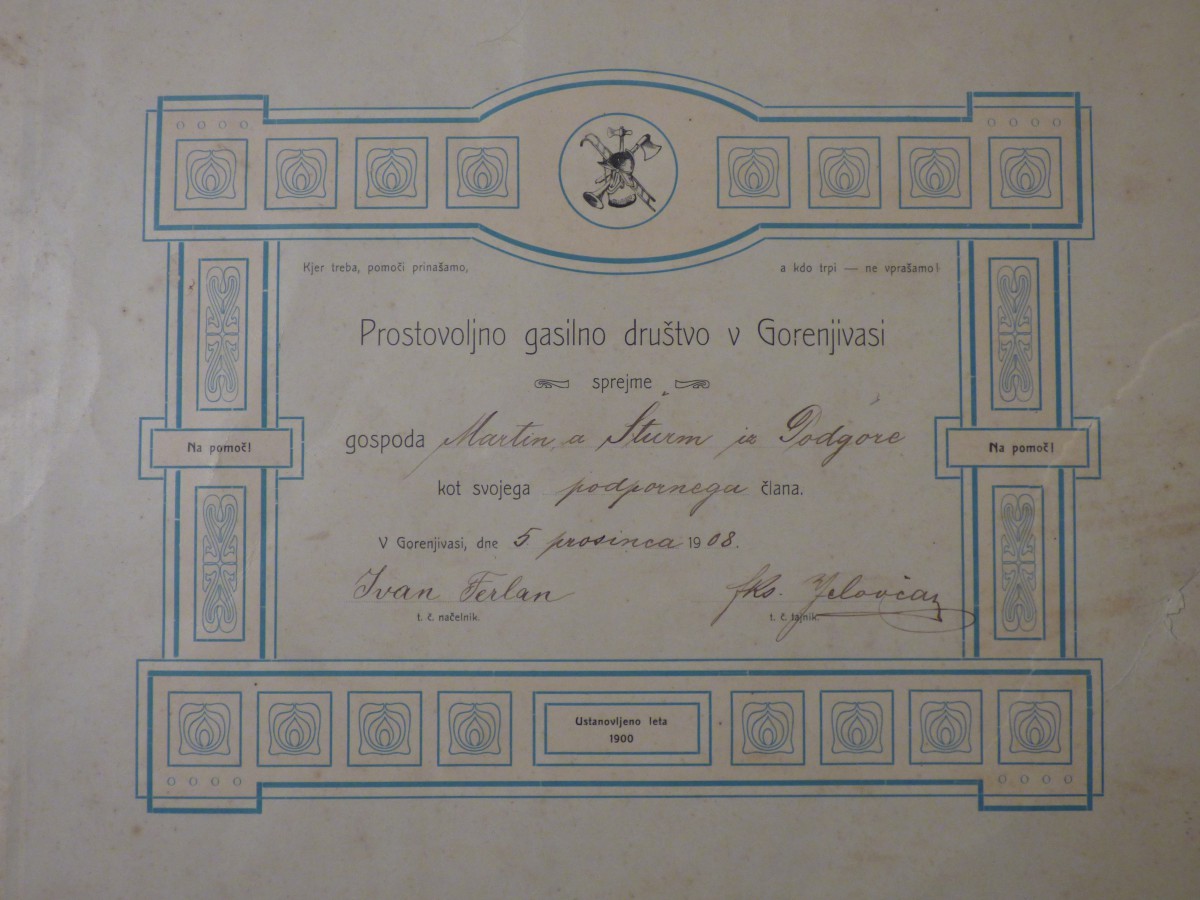 Kjer treba, pomoči prinašamo, a kdo trpi — ne vprašamo!
Prostovoljno gasilno društvo v Gorenjivasi
sprejme
gospoda Martin, a Šturm iz Podgore
Na pomoč!
Na pomoč!
kot svojega podpornega člana.
V Gorenjivasi, dne 5 prosinca 1908.
Ivan Ferlan
t. č. načelnik.
Jelovčan
t. č. tajnik.
Ustanovljeno leta
1900